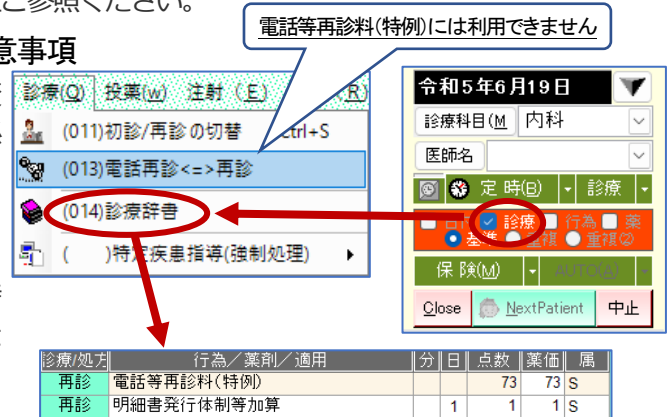 ご参照ください。
意事項
電話等再診料(特例)には利用できません
診療(Q) 投薬(w) 注射(E) (R)
(011)初診/再診の切替 Ctrl+S
(013)電話再診<=>再診
(014)診療辞書
( )特定疾患指導(強制処理)
令和5年6月19日
診療科目(M 内科
医師名
定時(B) 診療
診療 行為 薬
基準 重複 重複②
保険(M) AUTO(A)
Close NextPatient 中止
診療/処方 行為/薬剤/適用 分 日 点数 薬価 属
再診 電話等再診料(特例) 73 73 S
再診 明細書発行体制等加算 1 1 1 S